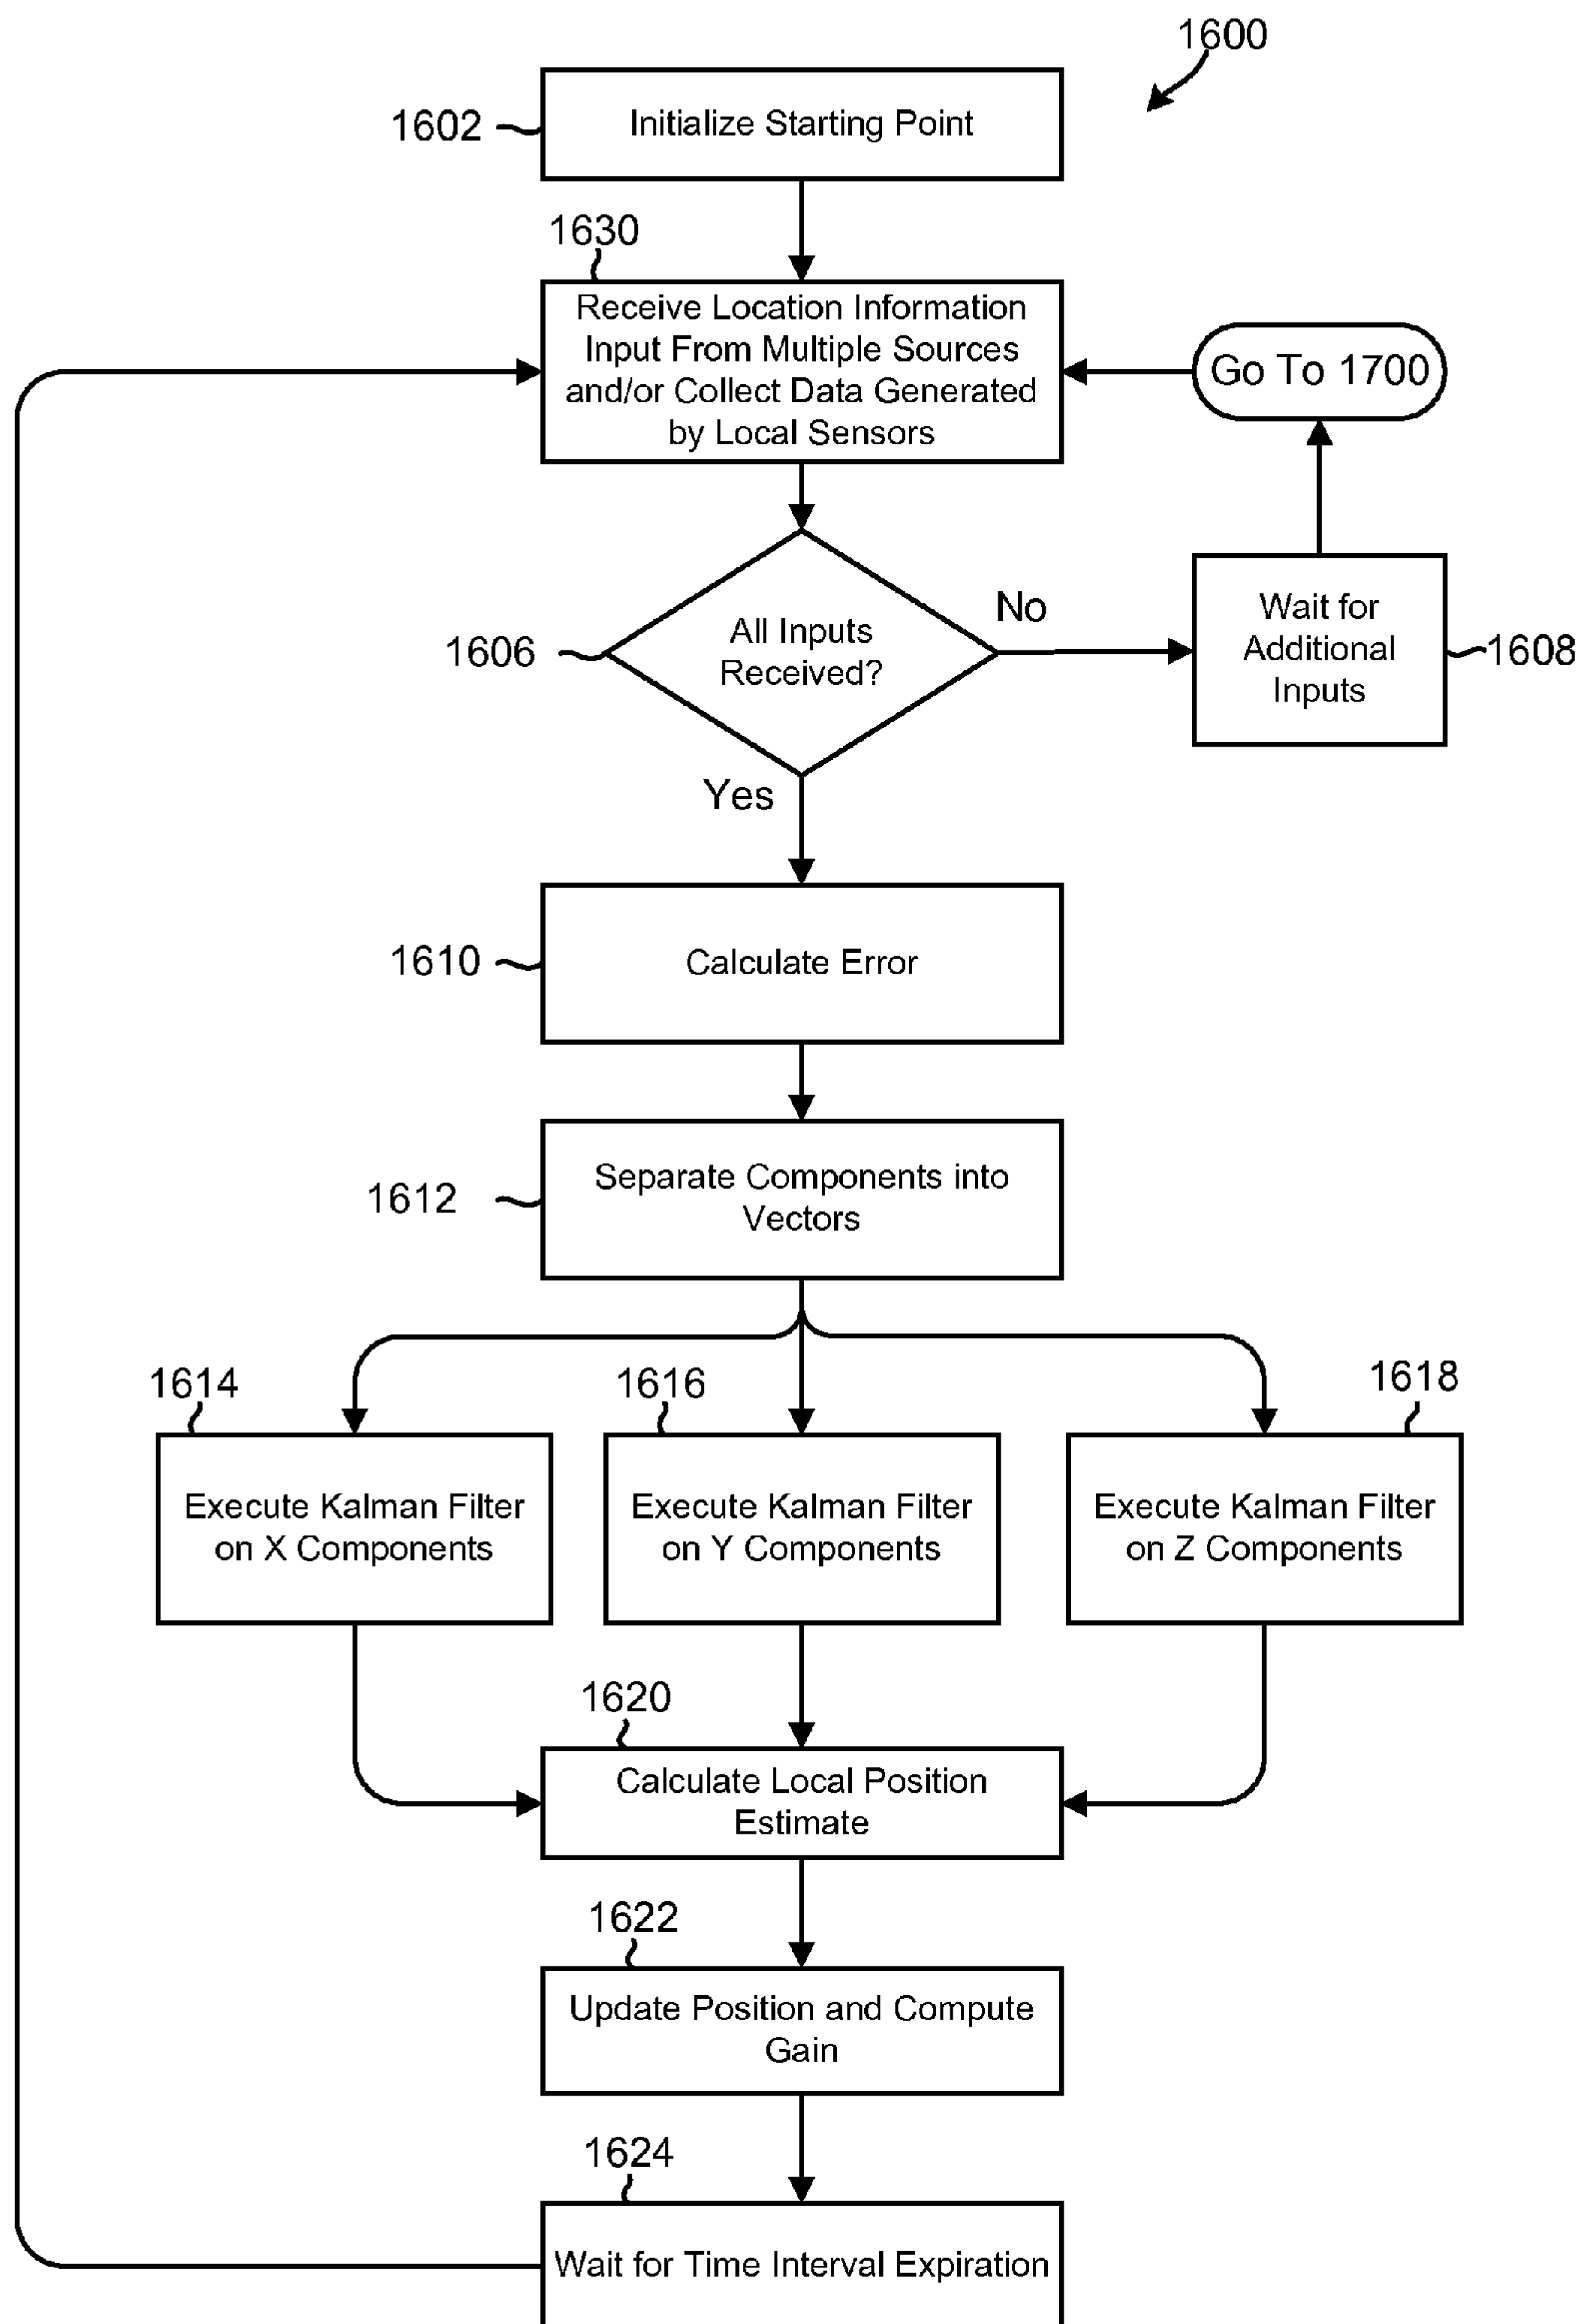 1600
1602
Initialize Starting Point
1630
Receive Location Information
Input From Multiple Sources
and/or Collect Data Generated
by Local Sensors
Go To 1700
1606
All Inputs
Received?
No
Wait for
Additional
Inputs
1608
Yes
1610
Calculate Error
1612
Separate Components into
Vectors
1614
1616
1618
Execute Kalman Filter
on X Components
Execute Kalman Filter
on Y Components
Execute Kalman Filter
on Z Components
1620
Calculate Local Position
Estimate
1622
Update Position and Compute
Gain
1624
Wait for Time Interval Expiration